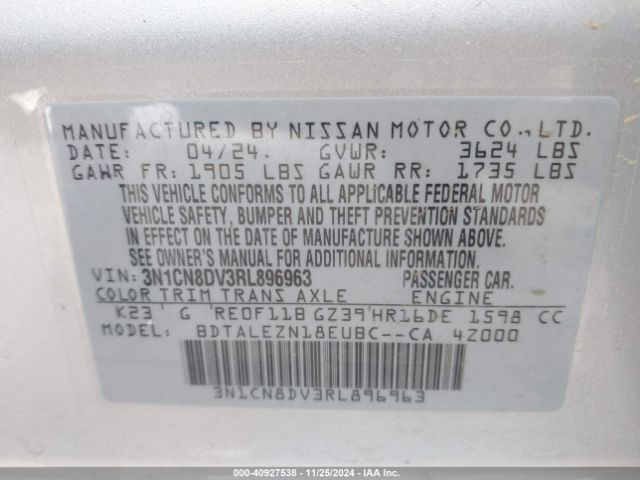 MANUFACTURED BY NISSAN MOTOR CO., LTD.
DATE: 04/24. GVWR: 3624 LBS
GAWR FR: 1905 LBS GAWR RR: 1735 LBS
THIS VEHICLE CONFORMS TO ALL APPLICABLE FEDERAL MOTOR
VEHICLE SAFETY, BUMPER AND THEFT PREVENTION STANDARDS
IN EFFECT ON THE DATE OF MANUFACTURE SHOWN ABOVE.
SEE OWNER'S MANUAL FOR ADDITIONAL INFORMATION.
VIN: 3N1CN8DV3RL896963 PASSENGER CAR.
COLOR TRIM TRANS AXLE ENGINE
K23 G RE0F11B GZ39 HR16DE 1598 CC
MODEL: BDTALEZN18EUBC--CA 4Z000
3N1CN8DV3RL896963
000-40927538 - 11/25/2024 - IAA Inc.